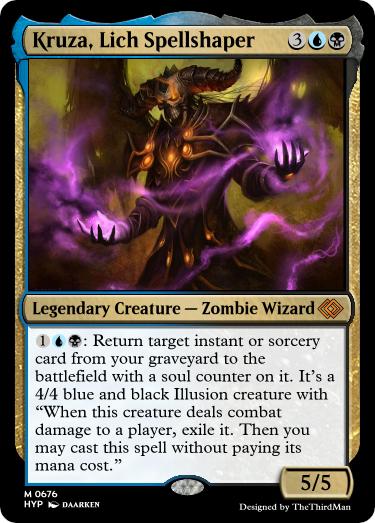 Kruza, Lich Spellshaper 3
Legendary Creature — Zombie Wizard
1 : Return target instant or sorcery
card from your graveyard to the
battlefield with a soul counter on it. It's a
4/4 blue and black Illusion creature with
“When this creature deals combat
damage to a player, exile it. Then you
may cast this spell without paying its
mana cost.”
5/5
M 0676
HYP DAARKEN
Designed by TheThirdMan